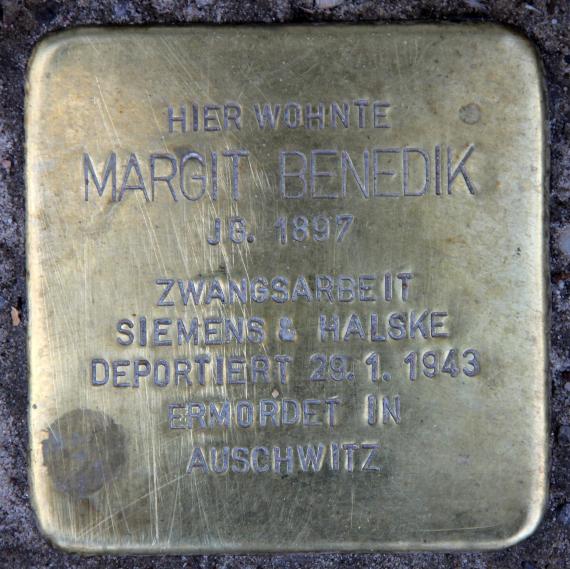 HIER WOHNTE
MARGIT BENEDIK
JG. 1897
ZWANGSARBEIT
SIEMENS & HALSKE
DEPORTIERT 29. 1. 1943
ERMORDET IN
AUSCHWITZ